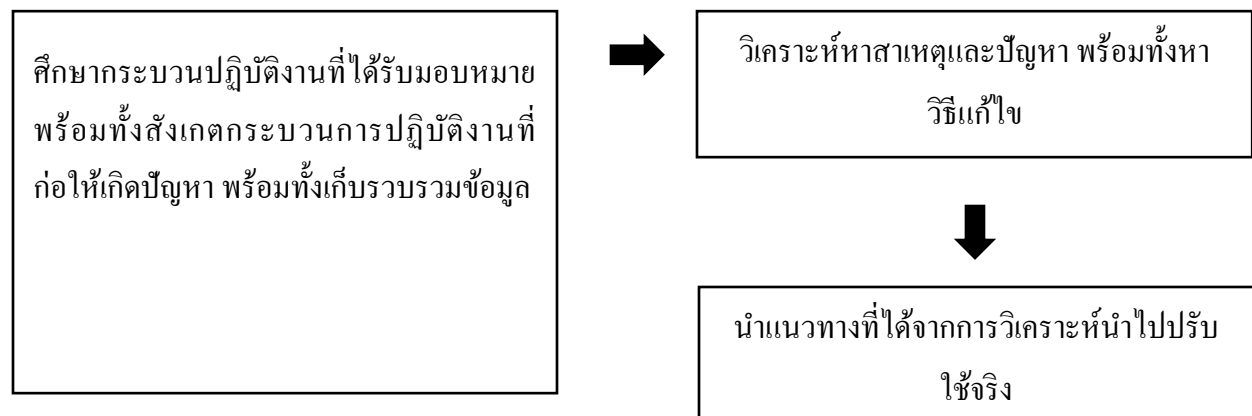 ศึกษากระบวนปฏิบัติงานที่ได้รับมอบหมาย
พร้อมทั้งสังเกตกระบวนการปฏิบัติงานที่
ก่อให้เกิดปัญหา พร้อมทั้งเก็บรวบรวมข้อมูล
วิเคราะห์หาสาเหตุและปัญหา พร้อมทั้งหา
วิธีแก้ไข
นำแนวทางที่ได้จากการวิเคราะห์นำไปปรับ
ใช้จริง